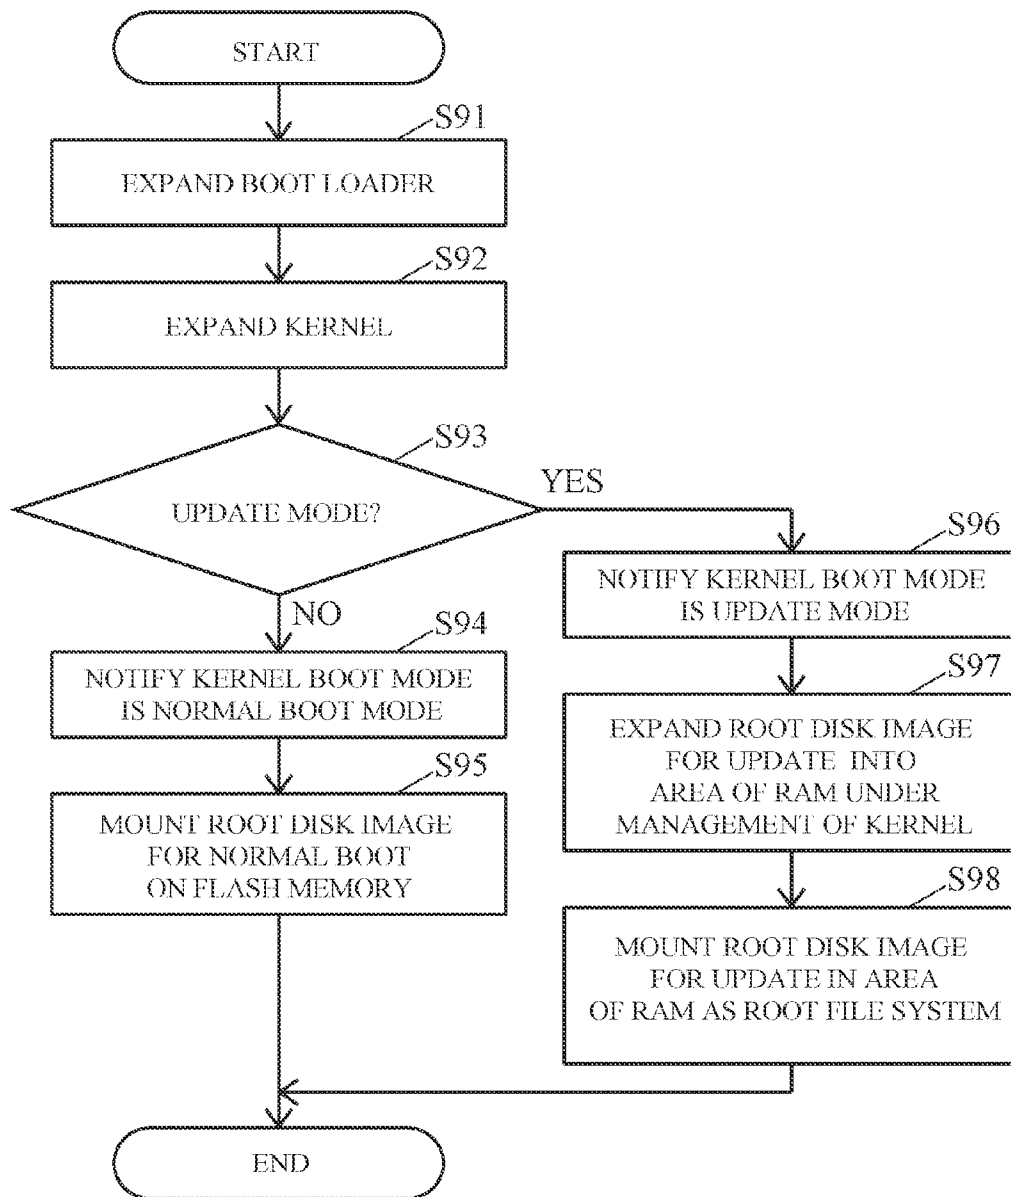 START
S91
EXPAND BOOT LOADER
S92
EXPAND KERNEL
S93
UPDATE MODE?
YES
NO
S94
NOTIFY KERNEL BOOT MODE
IS NORMAL BOOT MODE
S95
MOUNT ROOT DISK IMAGE
FOR NORMAL BOOT
ON FLASH MEMORY
S96
NOTIFY KERNEL BOOT MODE
IS UPDATE MODE
S97
EXPAND ROOT DISK IMAGE
FOR UPDATE INTO
AREA OF RAM UNDER
MANAGEMENT OF KERNEL
S98
MOUNT ROOT DISK IMAGE
FOR UPDATE IN AREA
OF RAM AS ROOT FILE SYSTEM
END